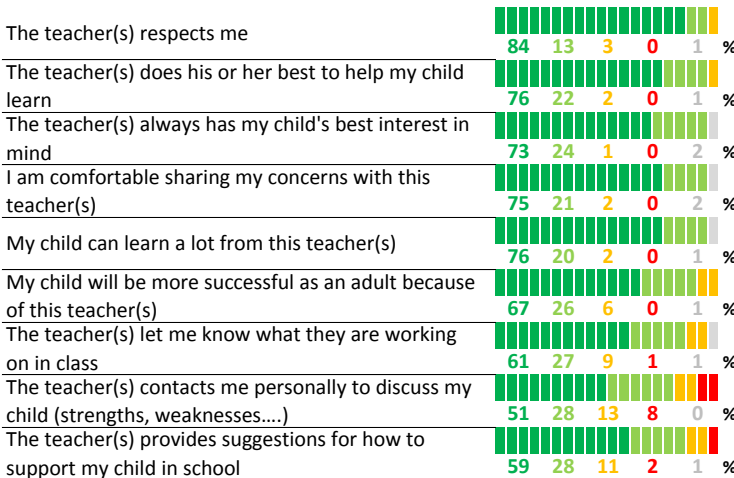 The teacher(s) respects me
84 13 3 0 1 %
The teacher(s) does his or her best to help my child
learn
76 22 2 0 1 %
The teacher(s) always has my child's best interest in
mind
73 24 1 0 2 %
I am comfortable sharing my concerns with this
teacher(s)
75 21 2 0 2 %
My child can learn a lot from this teacher(s)
76 20 2 0 1 %
My child will be more successful as an adult because
of this teacher(s)
67 26 6 0 1 %
The teacher(s) let me know what they are working
on in class
61 27 9 1 1 %
The teacher(s) contacts me personally to discuss my
child (strengths, weaknesses….)
51 28 13 8 0 %
The teacher(s) provides suggestions for how to
support my child in school
59 28 11 2 1 %